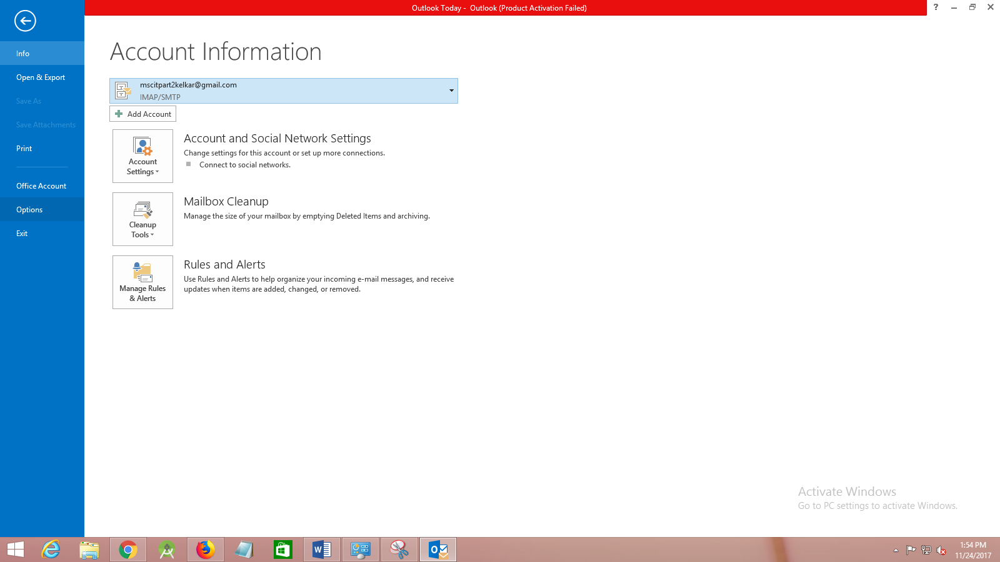 Outlook Today -  Outlook (Product Activation Failed)
?
Info
Open & Export
Save As
Save Attachments
Print
Office Account
Options
Exit
Account Information
mscitpart2kelkar@gmail.com
IMAP/SMTP
Add Account
Account
Settings
Account and Social Network Settings
Change settings for this account or set up more connections.
Connect to social networks.
Cleanup
Tools
Mailbox Cleanup
Manage the size of your mailbox by emptying Deleted Items and archiving.
Manage Rules
& Alerts
Rules and Alerts
Use Rules and Alerts to help organize your incoming e-mail messages, and receive
updates when items are added, changed, or removed.
Activate Windows
Go to PC settings to activate Windows.
1:54 PM
11/24/2017